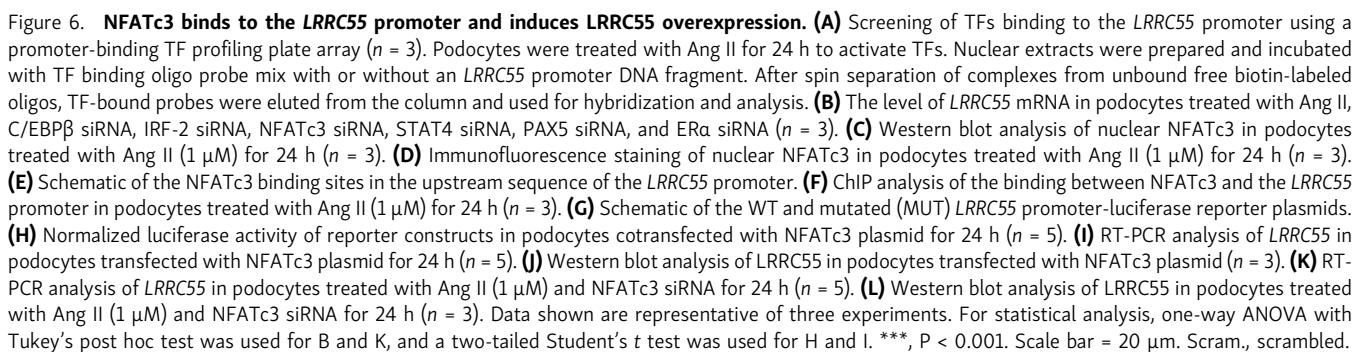 Figure 6. NFATc3 binds to the LRRC55 promoter and induces LRRC55 overexpression. (A) Screening of TFs binding to the LRRC55 promoter using a
promoter-binding TF profiling plate array (n = 3). Podocytes were treated with Ang II for 24 h to activate TFs. Nuclear extracts were prepared and incubated
with TF binding oligo probe mix with or without an LRRC55 promoter DNA fragment. After spin separation of complexes from unbound free biotin-labeled
oligos, TF-bound probes were eluted from the column and used for hybridization and analysis. (B) The level of LRRC55 mRNA in podocytes treated with Ang II,
C/EBPβ siRNA, IRF-2 siRNA, NFATc3 siRNA, STAT4 siRNA, PAX5 siRNA, and ERα siRNA (n = 3). (C) Western blot analysis of nuclear NFATc3 in podocytes
treated with Ang II (1 μM) for 24 h (n = 3). (D) Immunofluorescence staining of nuclear NFATc3 in podocytes treated with Ang II (1 μM) for 24 h (n = 3).
(E) Schematic of the NFATc3 binding sites in the upstream sequence of the LRRC55 promoter. (F) ChIP analysis of the binding between NFATc3 and the LRRC55
promoter in podocytes treated with Ang II (1 μM) for 24 h (n = 3). (G) Schematic of the WT and mutated (MUT) LRRC55 promoter-luciferase reporter plasmids.
(H) Normalized luciferase activity of reporter constructs in podocytes cotransfected with NFATc3 plasmid for 24 h (n = 5). (I) RT-PCR analysis of LRRC55 in
podocytes transfected with NFATc3 plasmid for 24 h (n = 5). (J) Western blot analysis of LRRC55 in podocytes transfected with NFATc3 plasmid (n = 3). (K) RT-
PCR analysis of LRRC55 in podocytes treated with Ang II (1 μM) and NFATc3 siRNA for 24 h (n = 5). (L) Western blot analysis of LRRC55 in podocytes treated
with Ang II (1 μM) and NFATc3 siRNA for 24 h (n = 3). Data shown are representative of three experiments. For statistical analysis, one-way ANOVA with
Tukey's post hoc test was used for B and K, and a two-tailed Student's t test was used for H and I. ***, P < 0.001. Scale bar = 20 μm. Scram., scrambled.